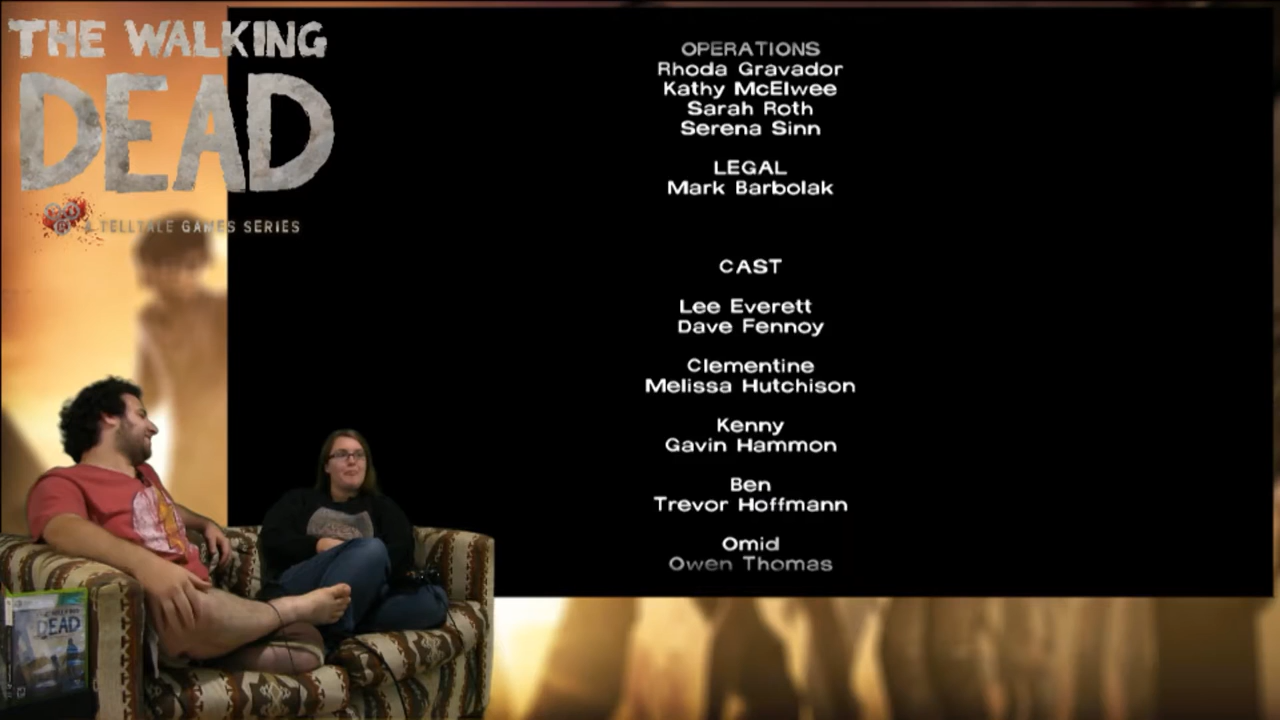 THE WALKING
DEAD
A TELLTALE GAMES SERIES
OPERATIONS
Rhoda Gravador
Kathy McElwee
Sarah Roth
Serena Sinn
LEGAL
Mark Barbolak
CAST
Lee Everett
Dave Fennoy
Clementine
Melissa Hutchison
Kenny
Gavin Hammon
Ben
Trevor Hoffmann
Omid
Owen Thomas
DEAD